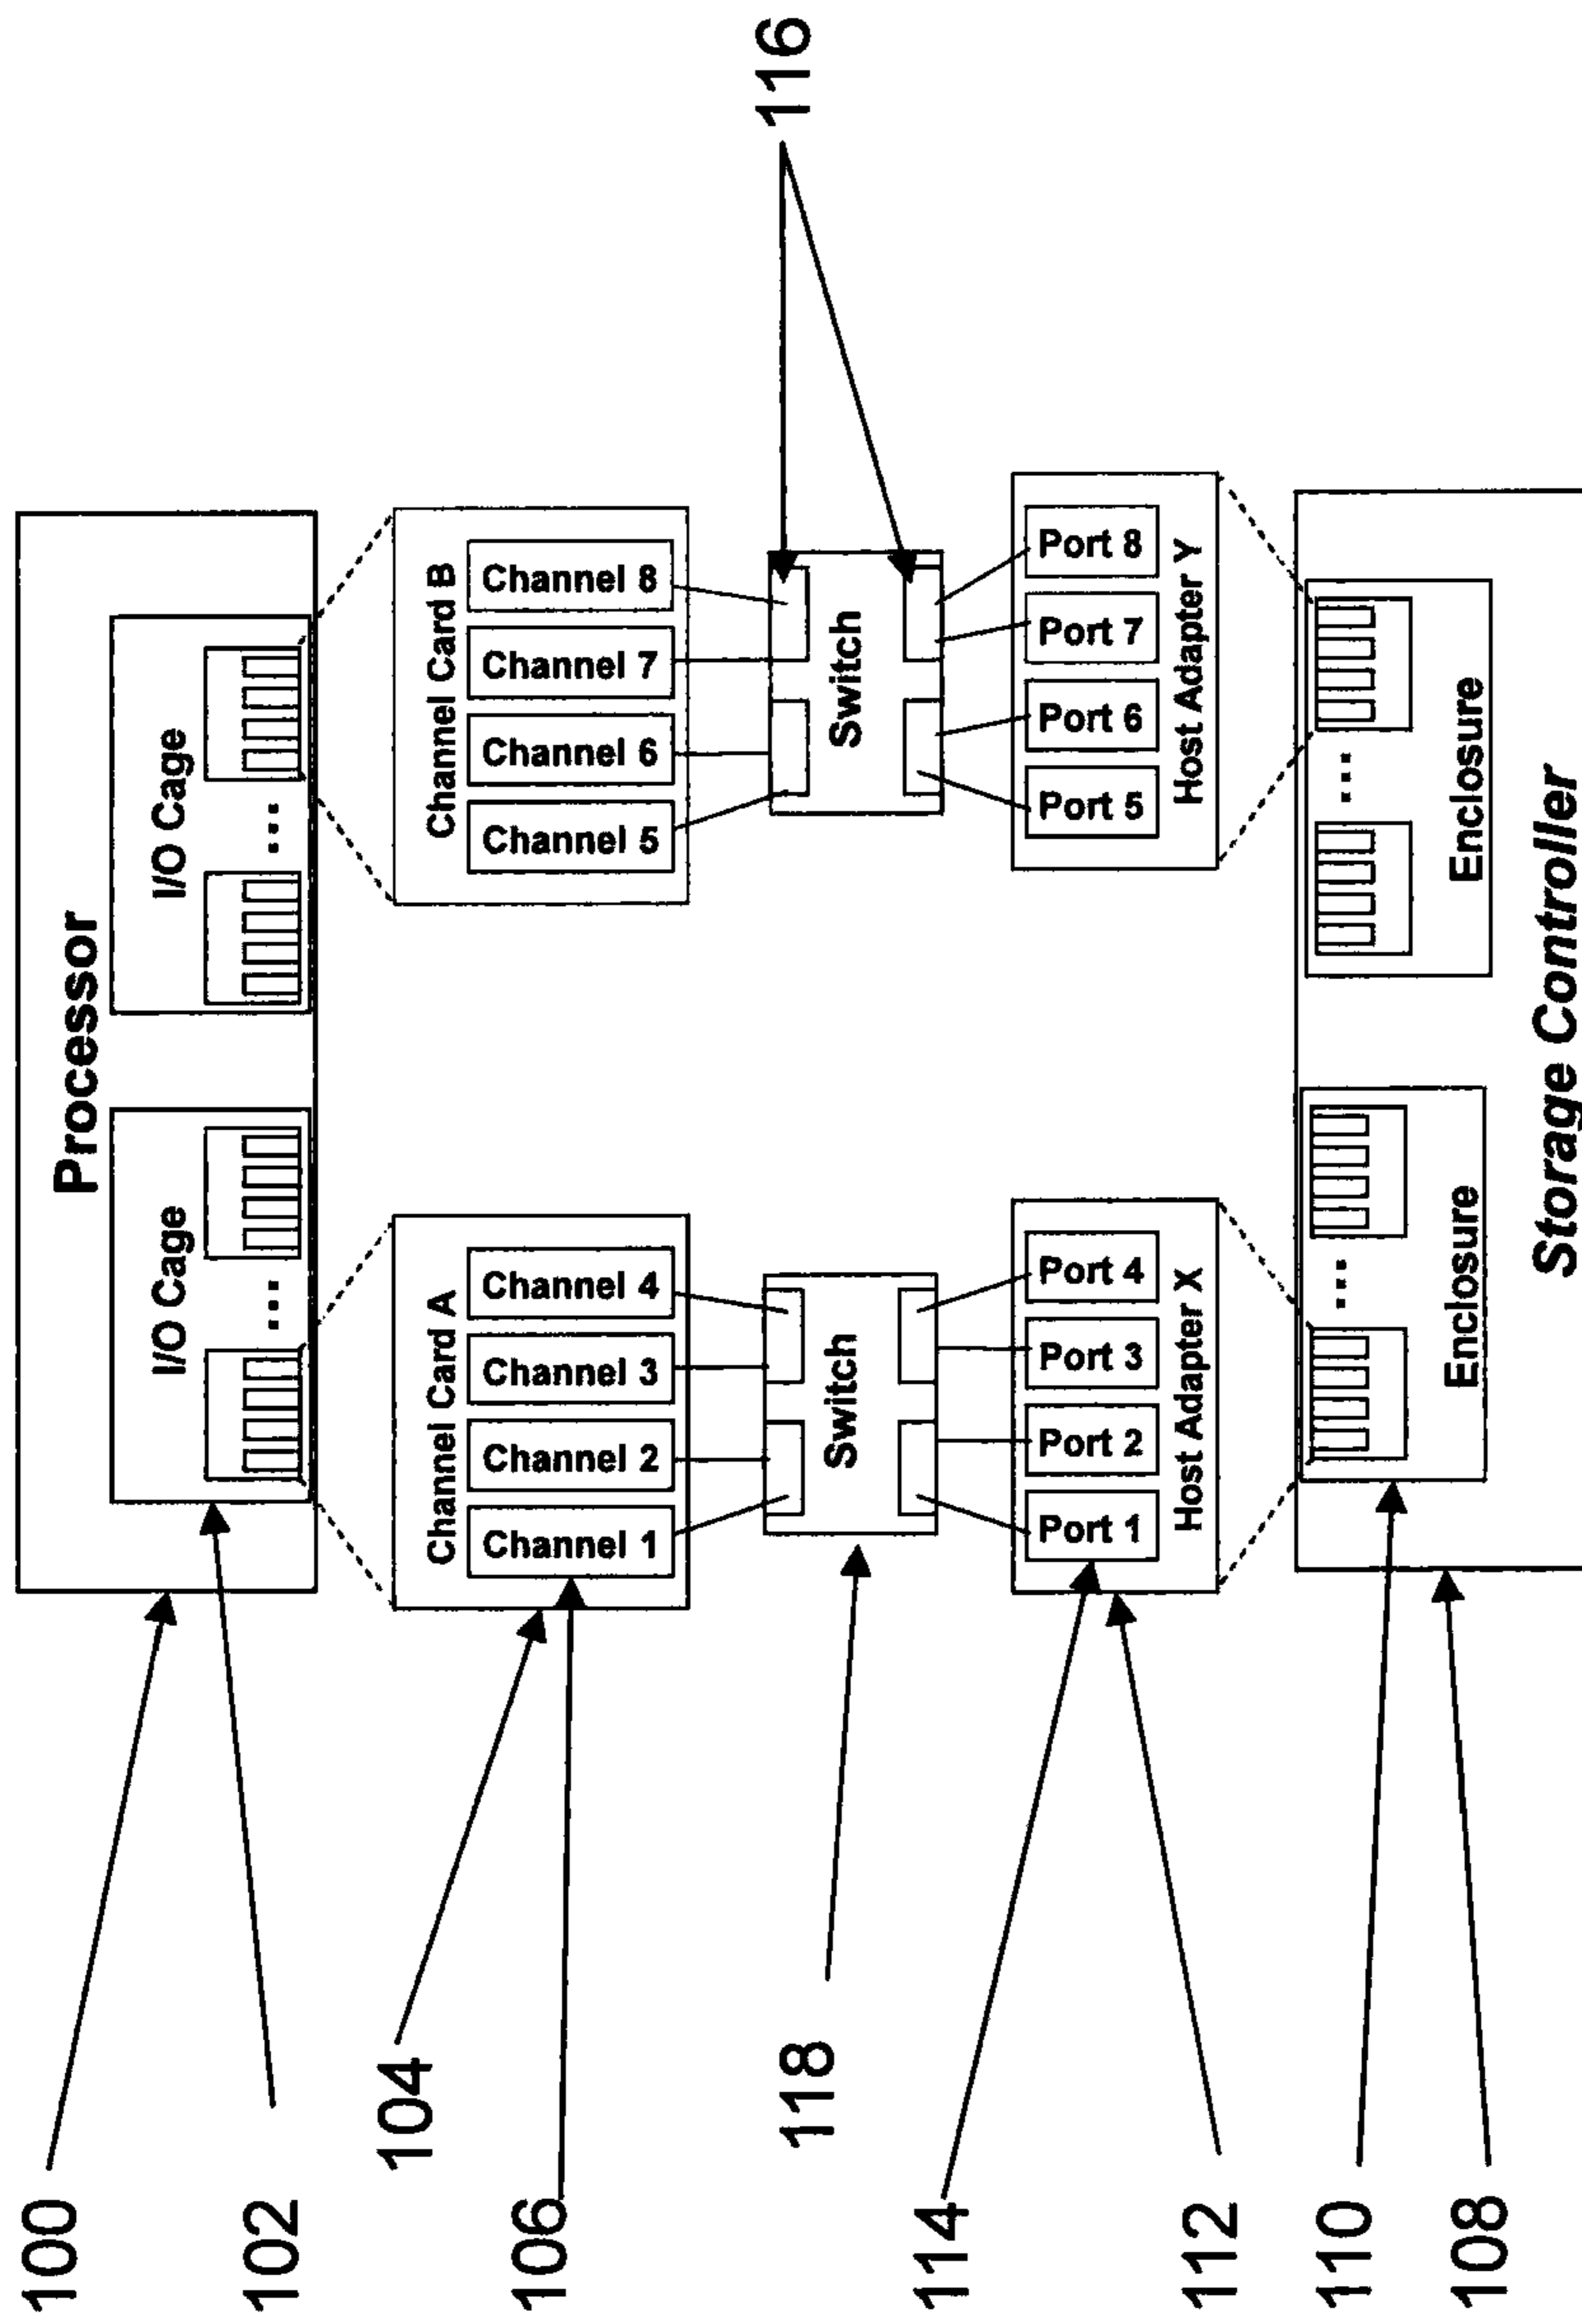 Processor
I/O Cage
...
I/O Cage
...
Channel Card A
Channel 1
Channel 2
Channel 3
Channel 4
Channel Card B
Channel 5
Channel 6
Channel 7
Channel 8
Switch
Switch
Port 1
Port 2
Port 3
Port 4
Host Adapter X
Port 5
Port 6
Port 7
Port 8
Host Adapter Y
...
Enclosure
...
Enclosure
Storage Controller
100
102
104
106
118
114
112
110
108
116